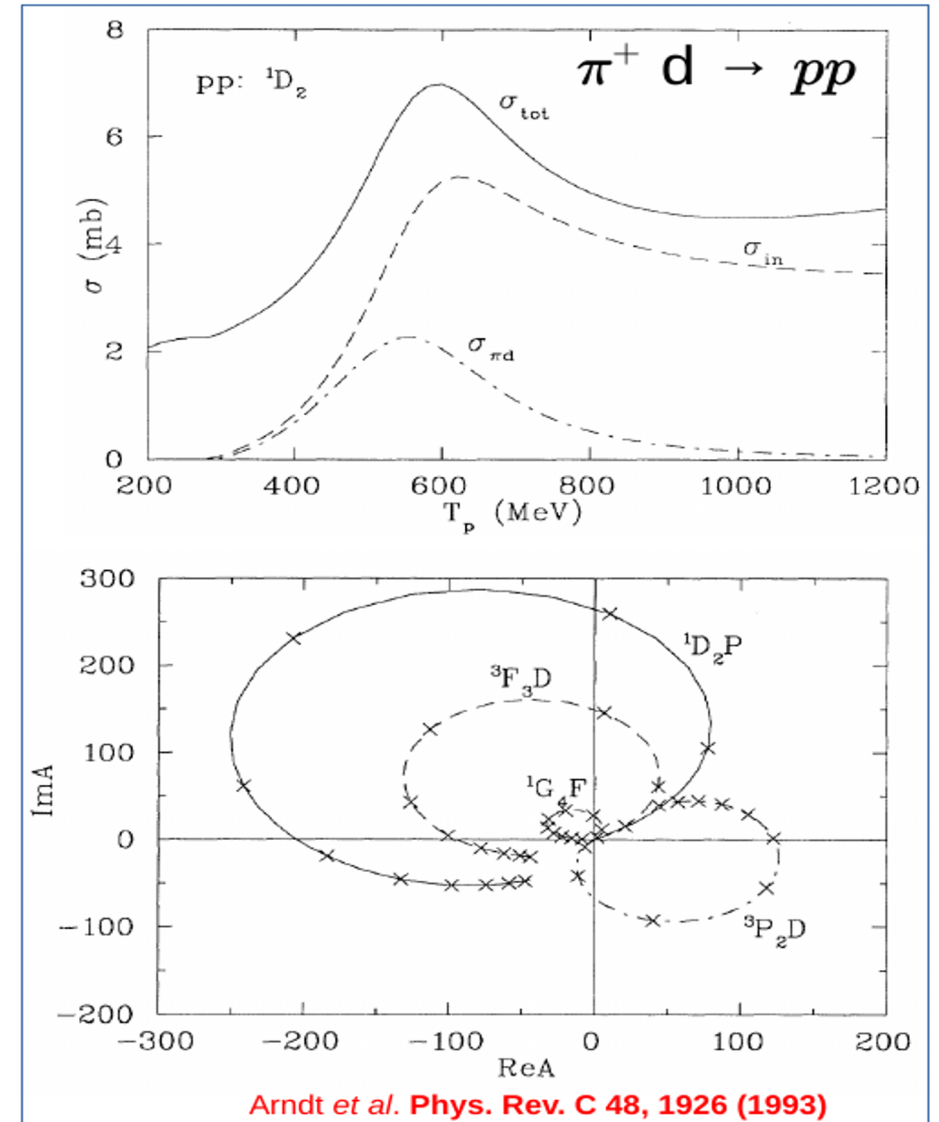 8
π⁺ d → pp
pp: ¹D₂
σ_tot
6
σ (mb)
4
σ_in
2
σ_πd
0
200 400 600 800 1000 1200
T_p (MeV)
300
¹D₂P
200
³F₃D
100
¹G₄F
ImA
0
-100
³P₂D
-200
-300 -200 -100 0 100 200
ReA
Arndt et al. Phys. Rev. C 48, 1926 (1993)